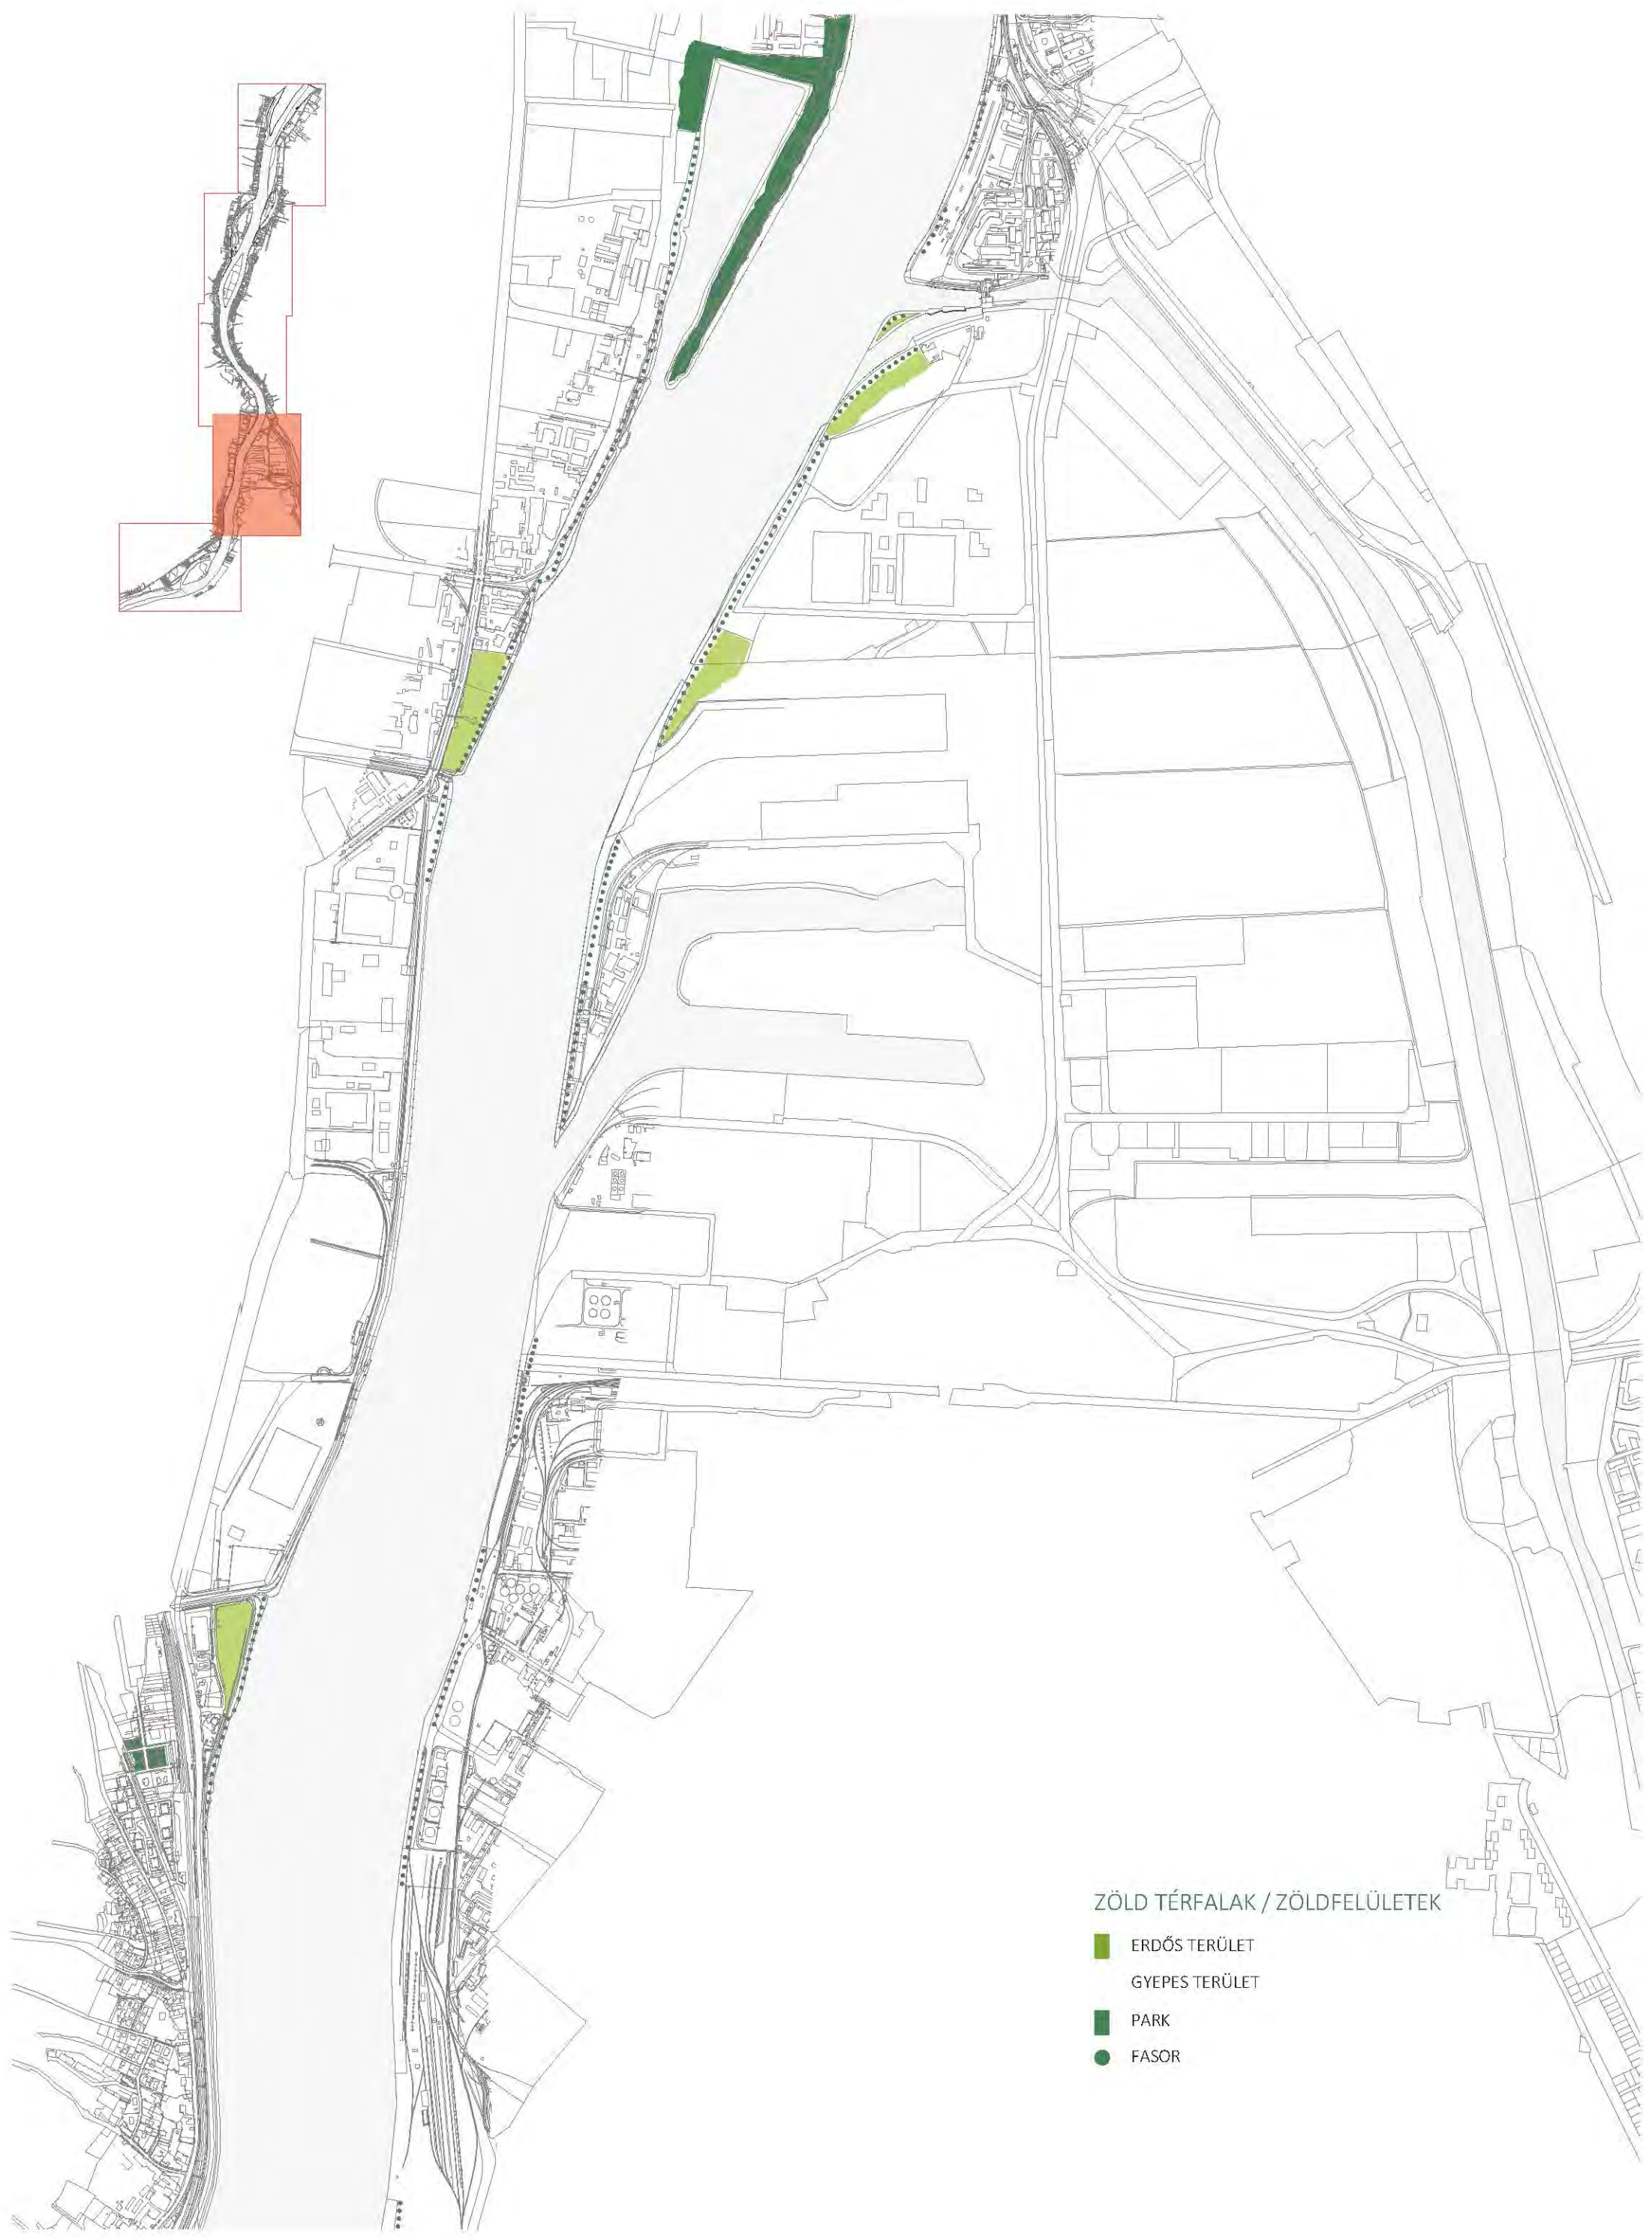 ZÖLD TÉRFALAK / ZÖLDFELÜLETEK
ERDŐS TERÜLET
GYEPES TERÜLET
PARK
FASOR